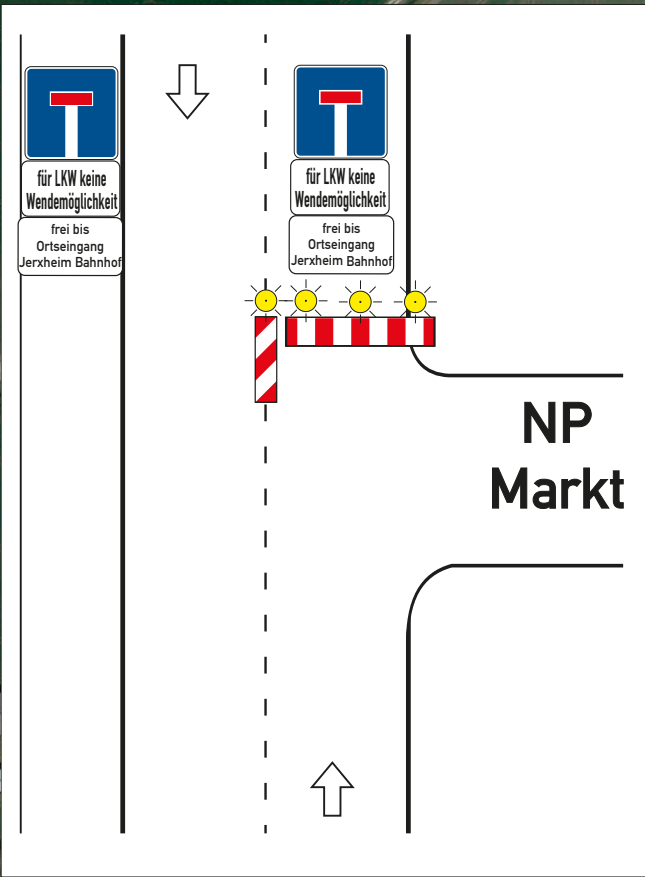 für LKW keine
Wendemöglichkeit
frei bis
Ortseingang
Jerxheim Bahnhof
für LKW keine
Wendemöglichkeit
frei bis
Ortseingang
Jerxheim Bahnhof
NP
Markt